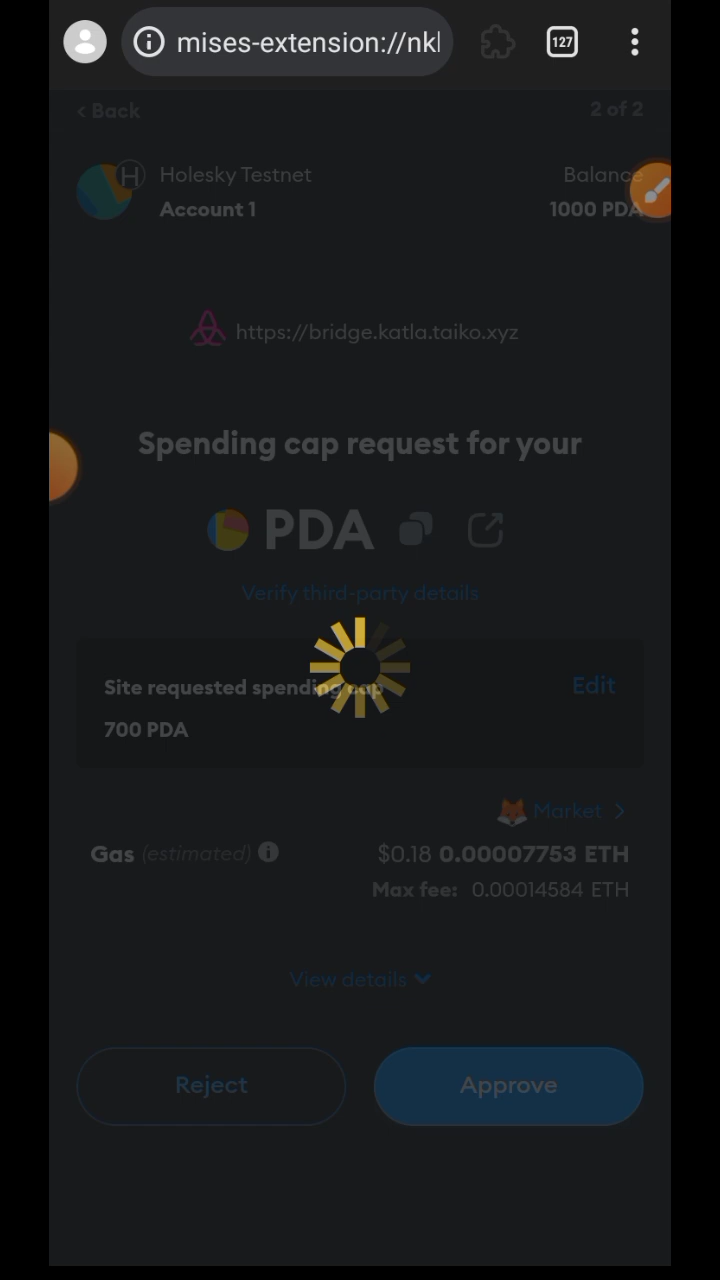 mises-extension://nkl
127
< Back
2 of 2
H
Holesky Testnet
Balance
Account 1
1000 PDA
https://bridge.katla.taiko.xyz
Spending cap request for your
PDA
Verify third-party details
Site requested spending cap
Edit
700 PDA
Market >
Gas (estimated)
$0.18 0.00007753 ETH
Max fee: 0.00014584 ETH
View details
Reject
Approve